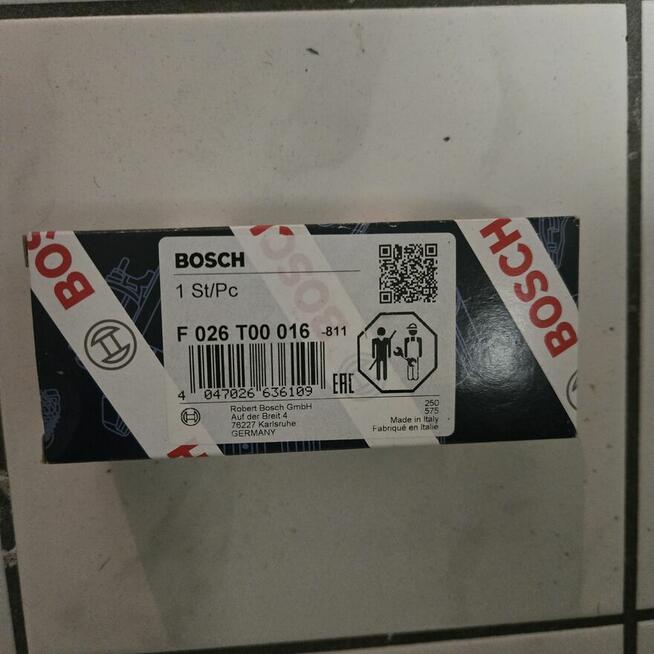 BOSCH
BOSCH
1 St/Pc
F 026 T00 016 -811
4 047026 636109
EAC
Robert Bosch GmbH
Auf der Breit 4
76227 Karlsruhe
GERMANY
250
575
Made in Italy
Fabriqué en Italie
BOSCH